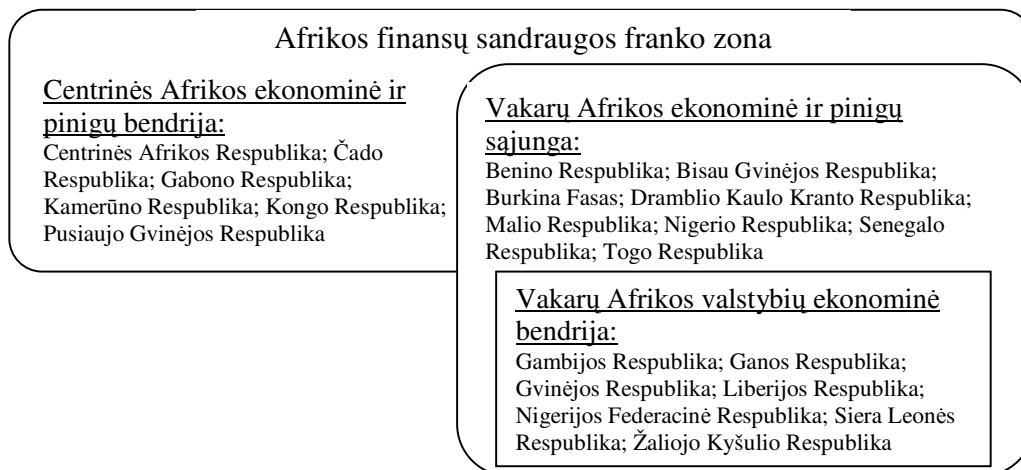 Afrikos finansų sandraugos franko zona
Centrinės Afrikos ekonominė ir
pinigų bendrija:
Centrinės Afrikos Respublika; Čado
Respublika; Gabono Respublika;
Kamerūno Respublika; Kongo Respublika;
Pusiaujo Gvinėjos Respublika
Vakarų Afrikos ekonominė ir pinigų
sąjunga:
Benino Respublika; Bisau Gvinėjos Respublika;
Burkina Fasas; Dramblio Kaulo Kranto Republika;
Malio Respublika; Nigerio Respublika; Senegalo
Respublika; Togo Republika
Vakarų Afrikos valstybių ekonominė
bendrija:
Gambijos Respublika; Ganos Respublika;
Gvinėjos Respublika; Liberijos Respublika;
Nigerijos Federacinė Respublika; Siera Leonės
Respublika; Žaliojo Kyšulio Respublika